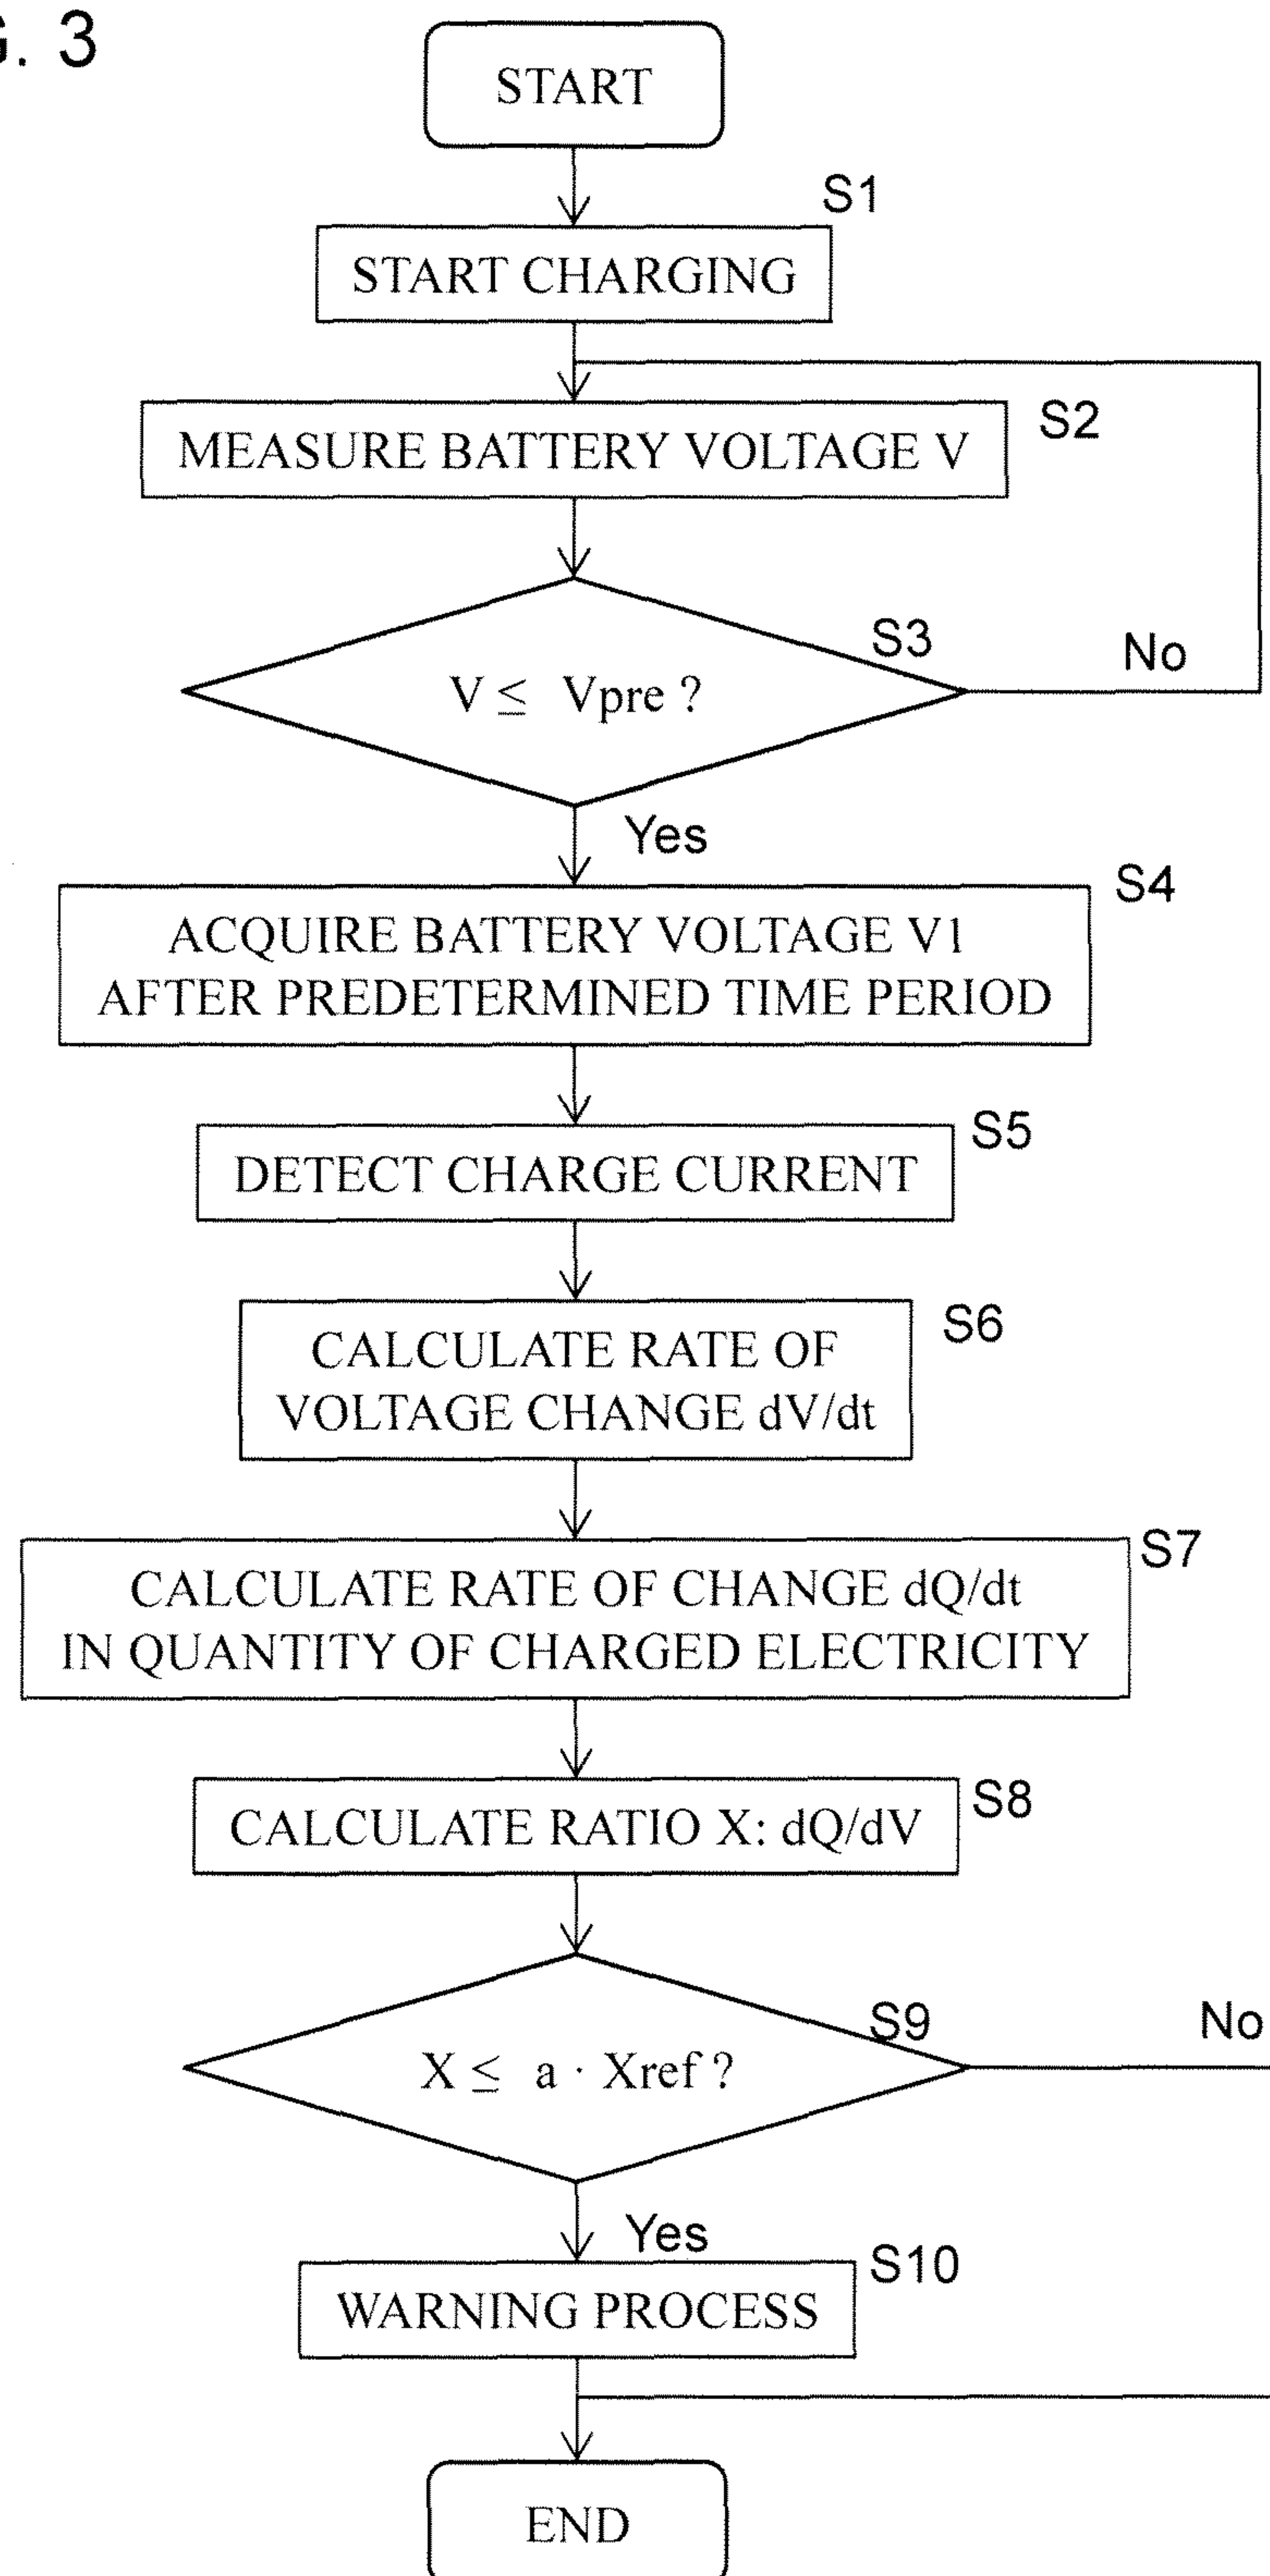 G. 3
START
S1
START CHARGING
S2
MEASURE BATTERY VOLTAGE V
S3
V ≦ Vpre ?
No
Yes
S4
ACQUIRE BATTERY VOLTAGE V1
AFTER PREDETERMINED TIME PERIOD
S5
DETECT CHARGE CURRENT
S6
CALCULATE RATE OF
VOLTAGE CHANGE dV/dt
S7
CALCULATE RATE OF CHANGE dQ/dt
IN QUANTITY OF CHARGED ELECTRICITY
S8
CALCULATE RATIO X: dQ/dV
S9
X ≦ a · Xref ?
No
Yes
S10
WARNING PROCESS
END